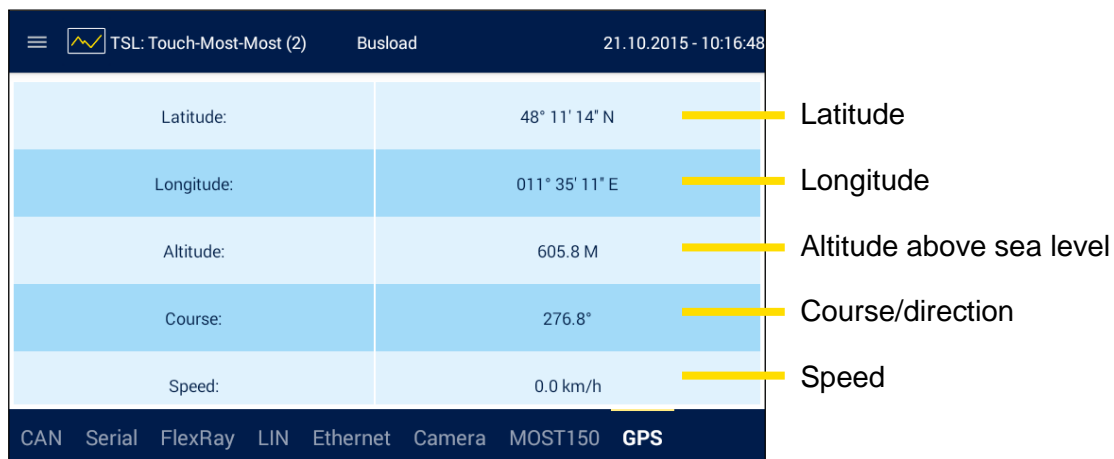 TSL: Touch-Most-Most (2) Busload 21.10.2015 - 10:16:48
Latitude: 48° 11' 14" N Latitude
Longitude: 011° 35' 11" E Longitude
Altitude: 605.8 M Altitude above sea level
Course: 276.8° Course/direction
Speed: 0.0 km/h Speed
CAN Serial FlexRay LIN Ethernet Camera MOST150 GPS